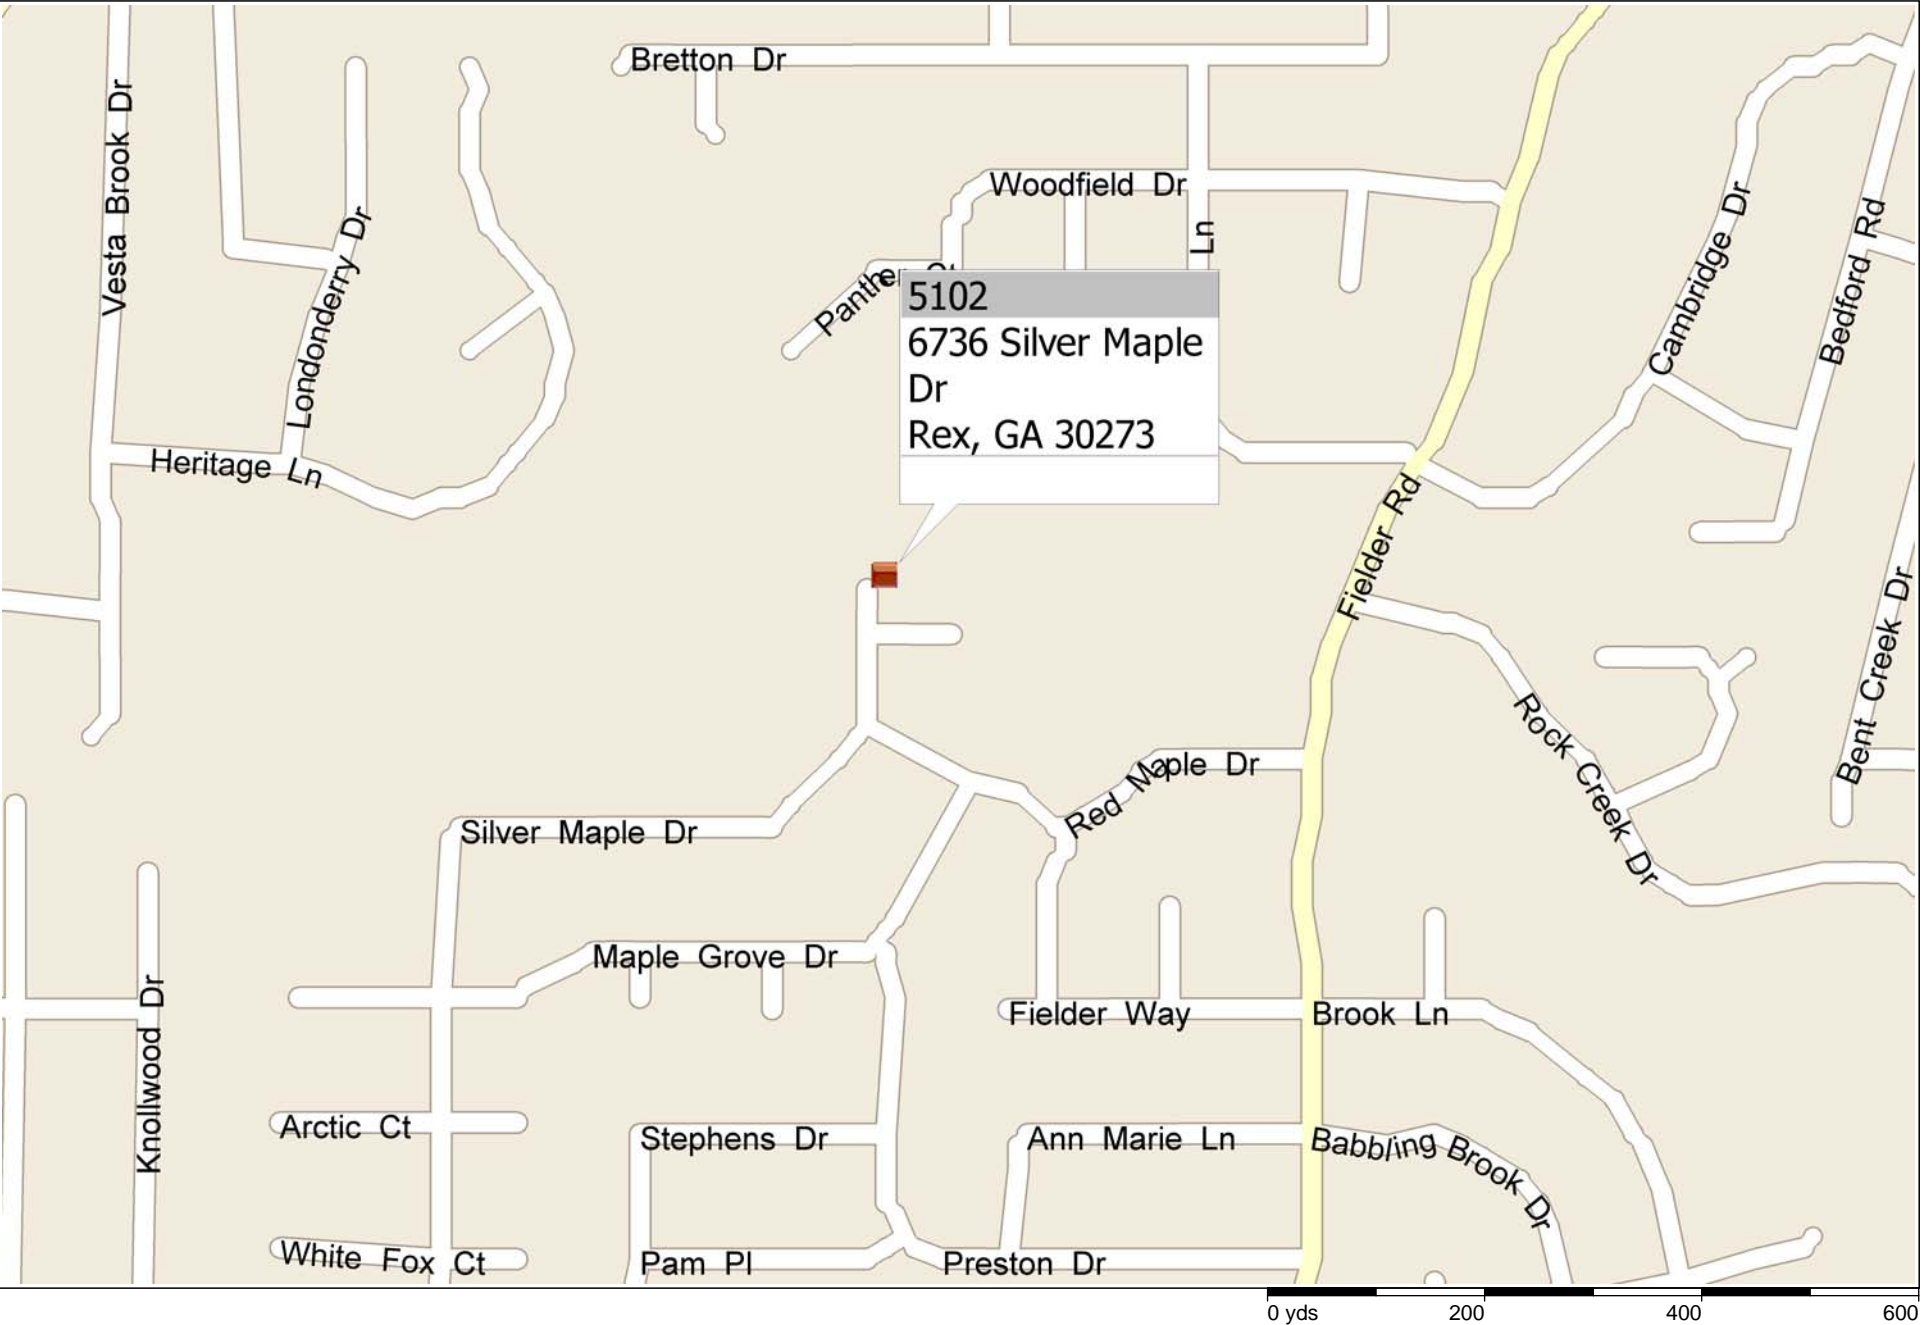 Bretton Dr
Vesta Brook Dr
Woodfield Dr
Ln
Londonderry Dr
Cambridge Dr
Bedford Rd
Panther Ct
5102
6736 Silver Maple
Dr
Rex, GA 30273
Heritage Ln
Fielder Rd
Bent Creek Dr
Rock Creek Dr
Red Maple Dr
Silver Maple Dr
Maple Grove Dr
Knollwood Dr
Fielder Way
Brook Ln
Arctic Ct
Stephens Dr
Ann Marie Ln
Babbling Brook Dr
White Fox Ct
Pam Pl
Preston Dr
0 yds 200 400 600